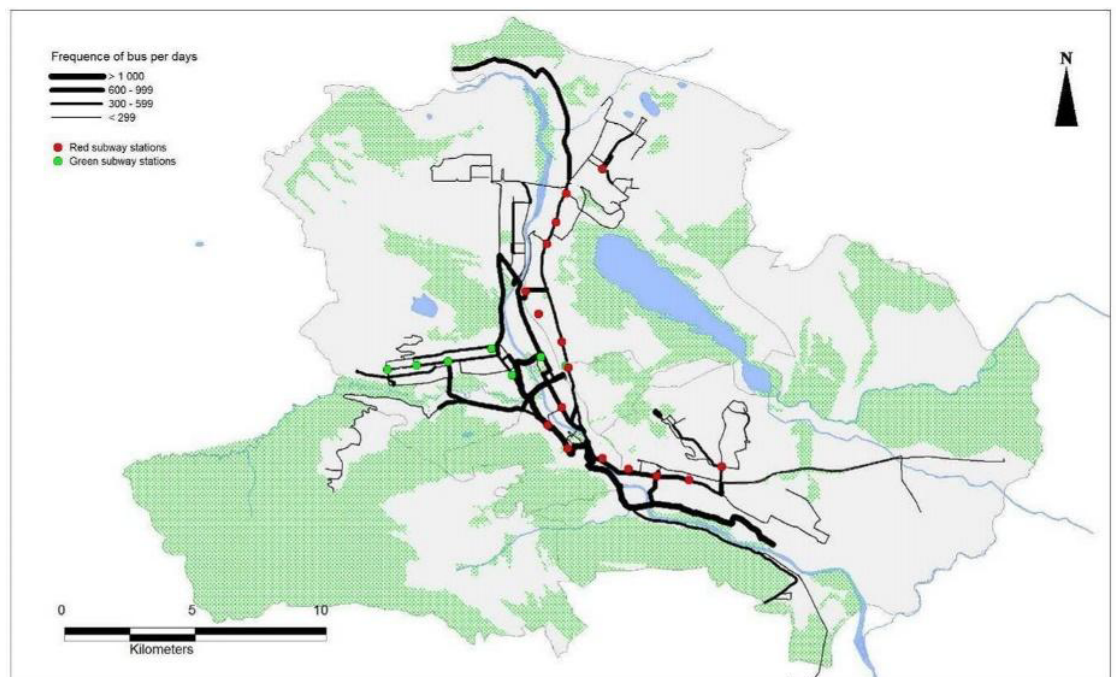 Frequence of bus per days
> 1 000
600 - 999
300 - 599
< 299
Red subway stations
Green subway stations
N
0 5 10
Kilometers